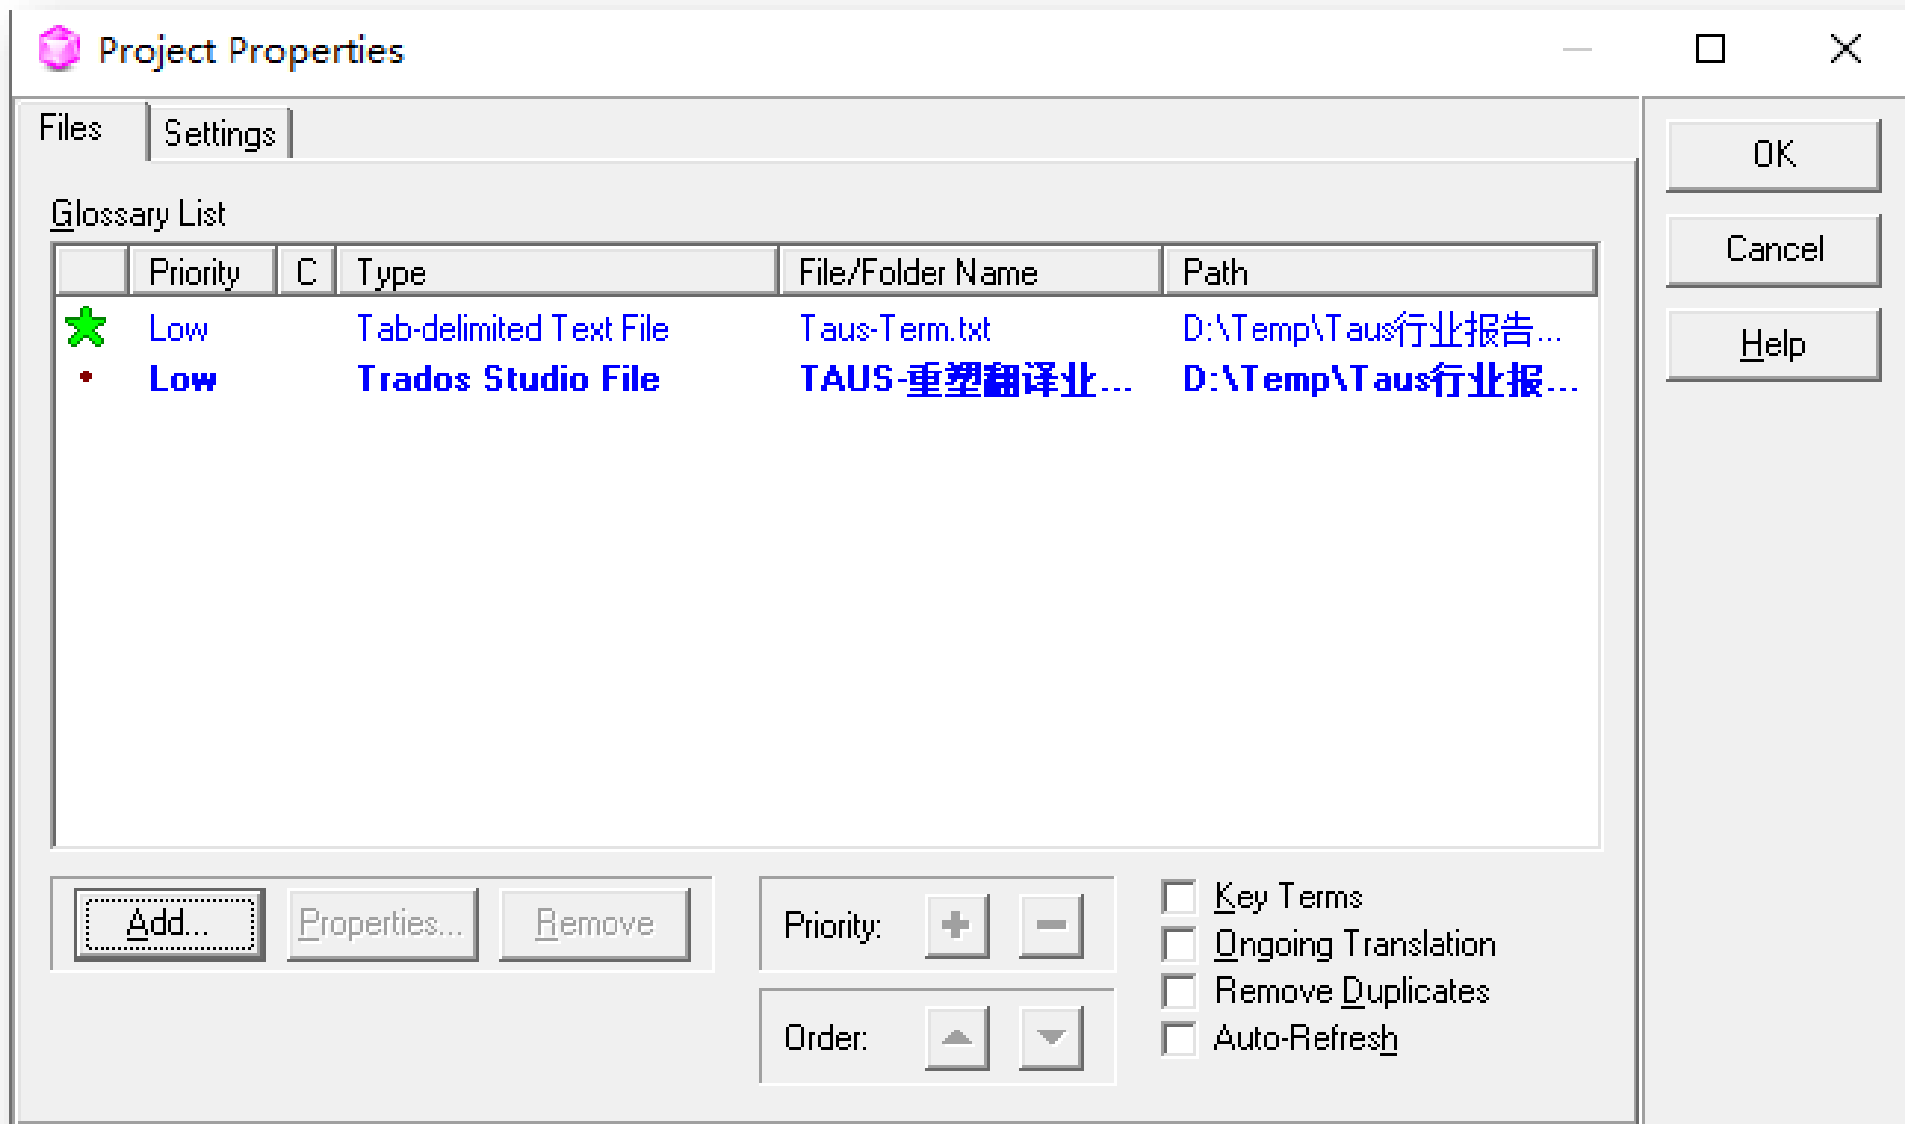 Project Properties
Files Settings
OK
Cancel
Help
Glossary List
Priority C Type File/Folder Name Path
Low Tab-delimited Text File Taus-Term.txt D:\Temp\Taus行业报告...
Low Trados Studio File TAUS-重塑翻译业... D:\Temp\Taus行业报...
Add... Properties... Remove
Priority:
Order:
Key Terms
Ongoing Translation
Remove Duplicates
Auto-Refresh